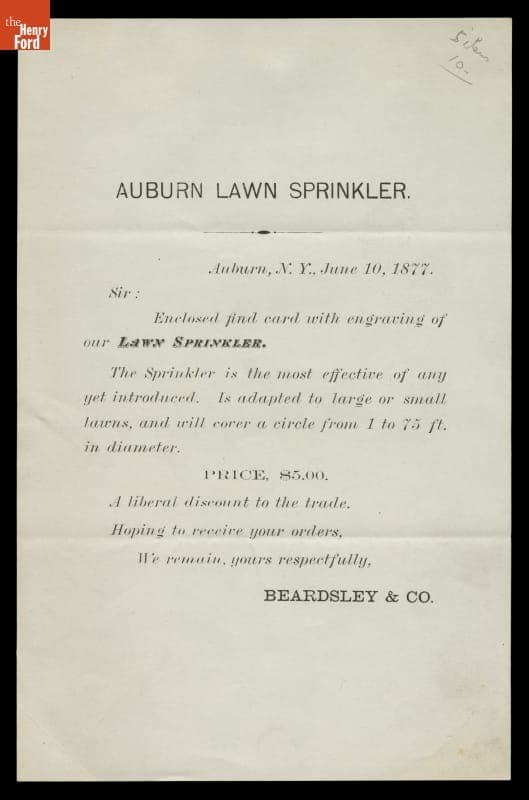 the
Henry
Ford
10-
AUBURN LAWN SPRINKLER.
Auburn, N. Y., June 10, 1877.
Sir:
Enclosed find card with engraving of
our LAWN SPRINKLER.
The Sprinkler is the most effective of any
yet introduced. Is adapted to large or small
lawns, and will cover a circle from 1 to 75 ft.
in diameter.
PRICE, $5.00.
A liberal discount to the trade.
Hoping to receive your orders,
We remain, yours respectfully,
BEARDSLEY & CO.